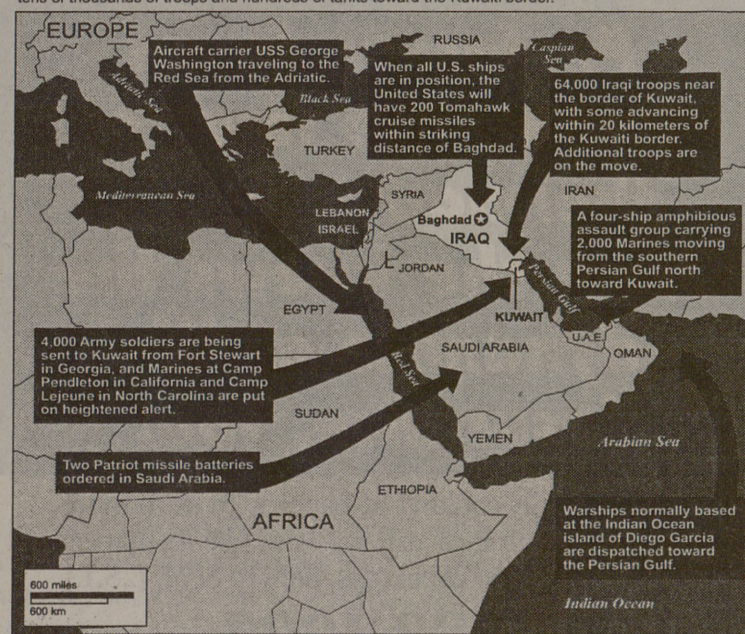 tens of thousands of troops and hundreds of tanks toward the Kuwaiti border.
EUROPE
Aircraft carrier USS George
Washington traveling to the
Red Sea from the Adriatic.
Adriatic Sea
RUSSIA
Caspian
Sea
Black Sea
When all U.S. ships
are in position, the
United States will
have 200 Tomahawk
cruise missiles
within striking
distance of Baghdad.
64,000 Iraqi troops near
the border of Kuwait,
with some advancing
within 20 kilometers of
the Kuwaiti border.
Additional troops are
on the move.
TURKEY
Mediterranean Sea
SYRIA
IRAN
LEBANON
ISRAEL
Baghdad
IRAQ
JORDAN
A four-ship amphibious
assault group carrying
2,000 Marines moving
from the southern
Persian Gulf north
toward Kuwait.
Persian Gulf
EGYPT
KUWAIT
4,000 Army soldiers are being
sent to Kuwait from Fort Stewart
in Georgia, and Marines at Camp
Pendleton in California and Camp
Lejeune in North Carolina are put
on heightened alert.
Red Sea
SAUDI ARABIA
U.A.E.
OMAN
SUDAN
YEMEN
Arabian Sea
Two Patriot missile batteries
ordered in Saudi Arabia.
ETHIOPIA
AFRICA
Warships normally based
at the Indian Ocean
island of Diego Garcia
are dispatched toward
the Persian Gulf.
600 miles
600 km
Indian Ocean